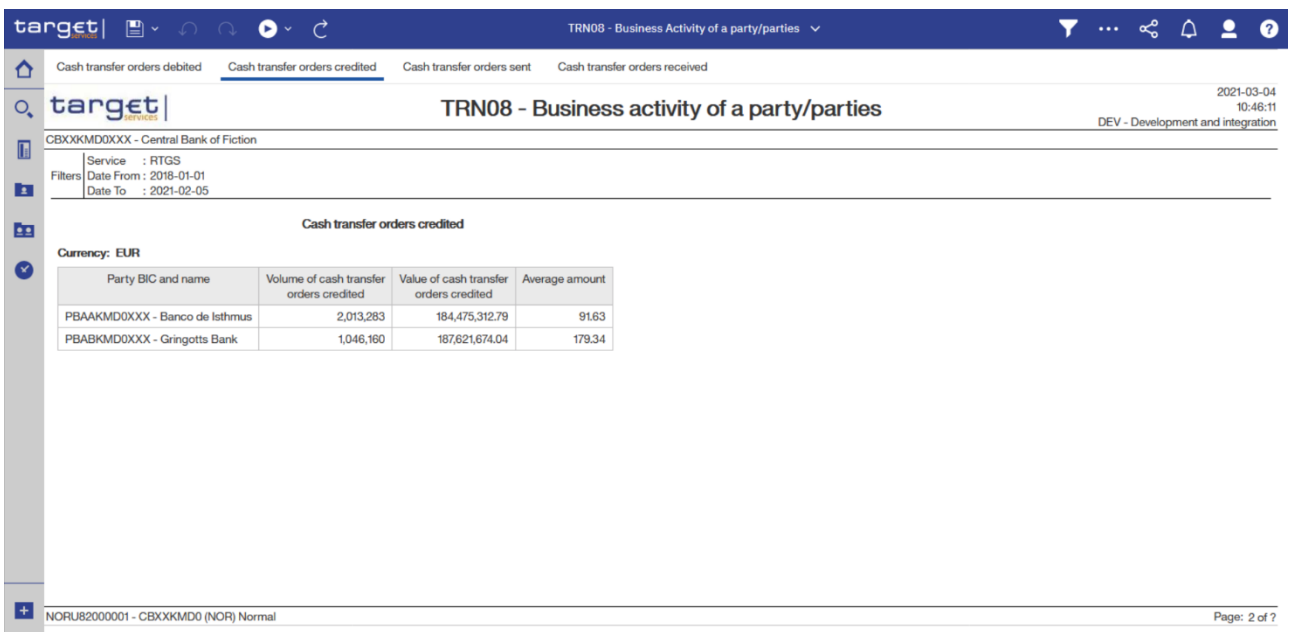 target|
services
TRN08 - Business Activity of a party/parties
Cash transfer orders debited Cash transfer orders credited Cash transfer orders sent Cash transfer orders received
target|
services
TRN08 - Business activity of a party/parties
2021-03-04
10:46:11
DEV - Development and integration
CBXXKMD0XXX - Central Bank of Fiction
Filters
Service : RTGS
Date From : 2018-01-01
Date To : 2021-02-05
Cash transfer orders credited
Currency: EUR
Party BIC and name
Volume of cash transfer
orders credited
Value of cash transfer
orders credited
Average amount
PBAAKMD0XXX - Banco de Isthmus 2,013,283 184,475,312.79 91.63
PBABKMD0XXX - Gringotts Bank 1,046,160 187,621,674.04 179.34
NORU82000001 - CBXXKMD0 (NOR) Normal
Page: 2 of ?